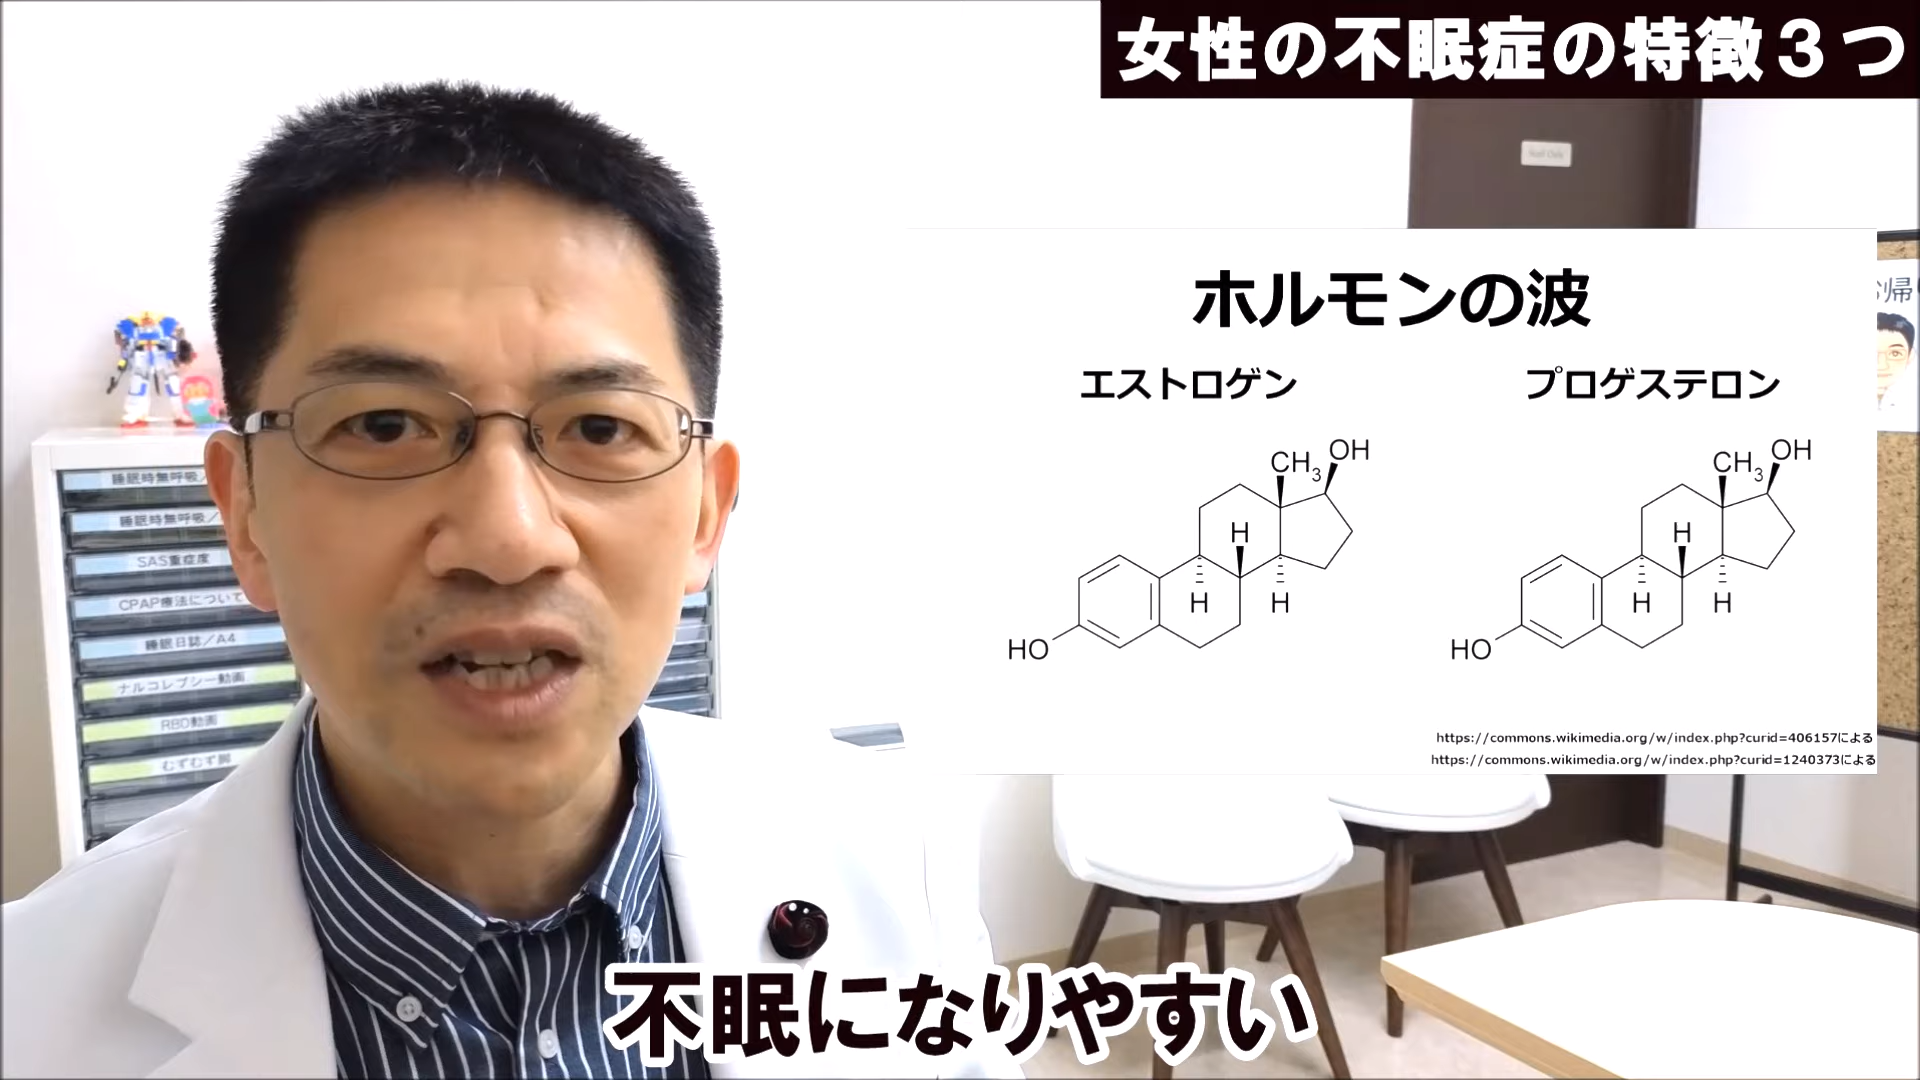 女性の不眠症の特徴３つ
ホルモンの波
エストロゲン
プロゲステロン
CH3
OH
H
H
H
HO
CH3
OH
H
H
H
HO
https://commons.wikimedia.org/w/index.php?curid=406157による
https://commons.wikimedia.org/w/index.php?curid=1240373による
睡眠時無呼吸/
睡眠時無呼吸/
SAS重症度
CPAP療法について
睡眠日誌/A4
ナルコレプシー動画
RBD動画
むずむず脚
不眠になりやすい